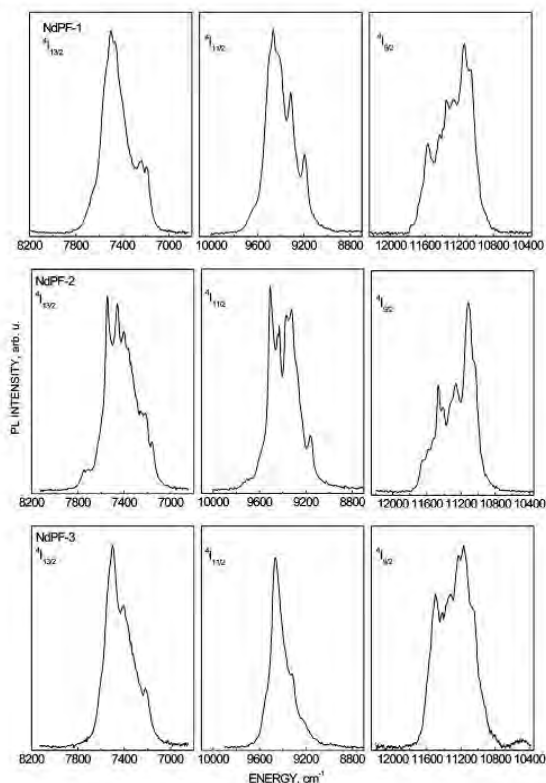 NdPF-1
⁴I₁₃/₂
⁴I₁₁/₂
⁴I₉/₂
8200 7800 7400 7000
10000 9600 9200 8800
12000 11600 11200 10800 10400
NdPF-2
⁴I₁₃/₂
⁴I₁₁/₂
⁴I₉/₂
8200 7800 7400 7000
10000 9600 9200 8800
12000 11600 11200 10800 10400
NdPF-3
⁴I₁₃/₂
⁴I₁₁/₂
⁴I₉/₂
8200 7800 7400 7000
10000 9600 9200 8800
12000 11600 11200 10800 10400
PL INTENSITY, arb. u.
ENERGY, cm⁻¹